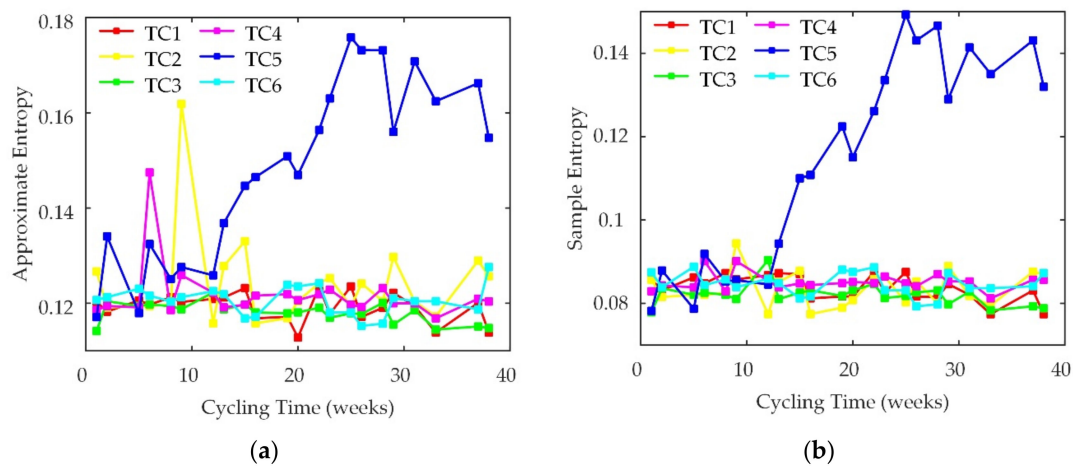 0.18
TC1 TC4
TC2 TC5
TC3 TC6
0.16
0.14
0.12
Approximate Entropy
0 10 20 30 40
Cycling Time (weeks)
(a)
TC1 TC4
TC2 TC5
TC3 TC6
0.14
0.12
0.1
0.08
Sample Entropy
0 10 20 30 40
Cycling Time (weeks)
(b)